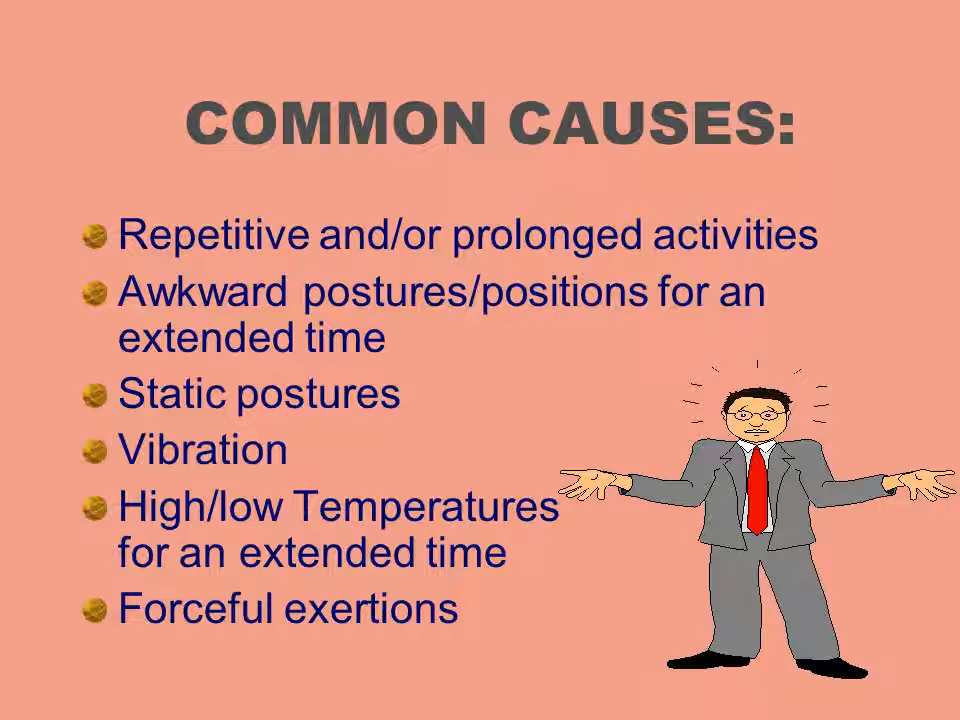 COMMON CAUSES:
Repetitive and/or prolonged activities
Awkward postures/positions for an
extended time
Static postures
Vibration
High/low Temperatures
for an extended time
Forceful exertions